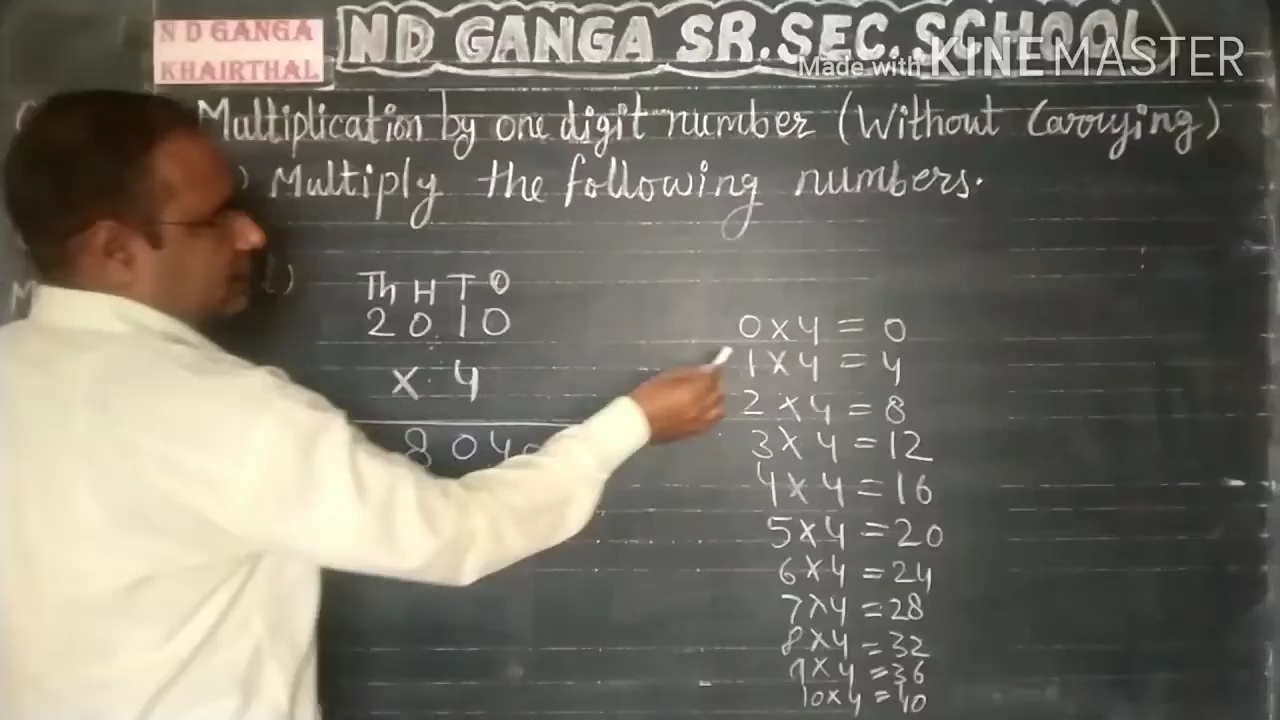 N D GANGA
KHAIRTHAL
N D GANGA SR. SEC. SCHOOL
Made with KINEMASTER
Multiplication by one digit number (Without Carrying)
) Multiply the following numbers.
Th H T O
2 0 1 0
x 4
8 0 4 0
0 x 4 = 0
1 x 4 = 4
2 x 4 = 8
3 x 4 = 12
4 x 4 = 16
5 x 4 = 20
6 x 4 = 24
7 x 4 = 28
8 x 4 = 32
9 x 4 = 36
10 x 4 = 40